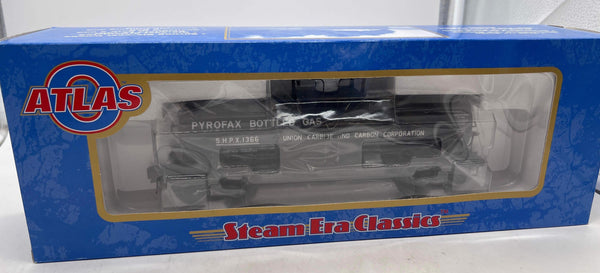 ATLAS
O
PYROFAX BOTTLED GAS
S.H.P.X. 1366
UNION CARBIDE AND CARBON CORPORATION
Steam Era Classics